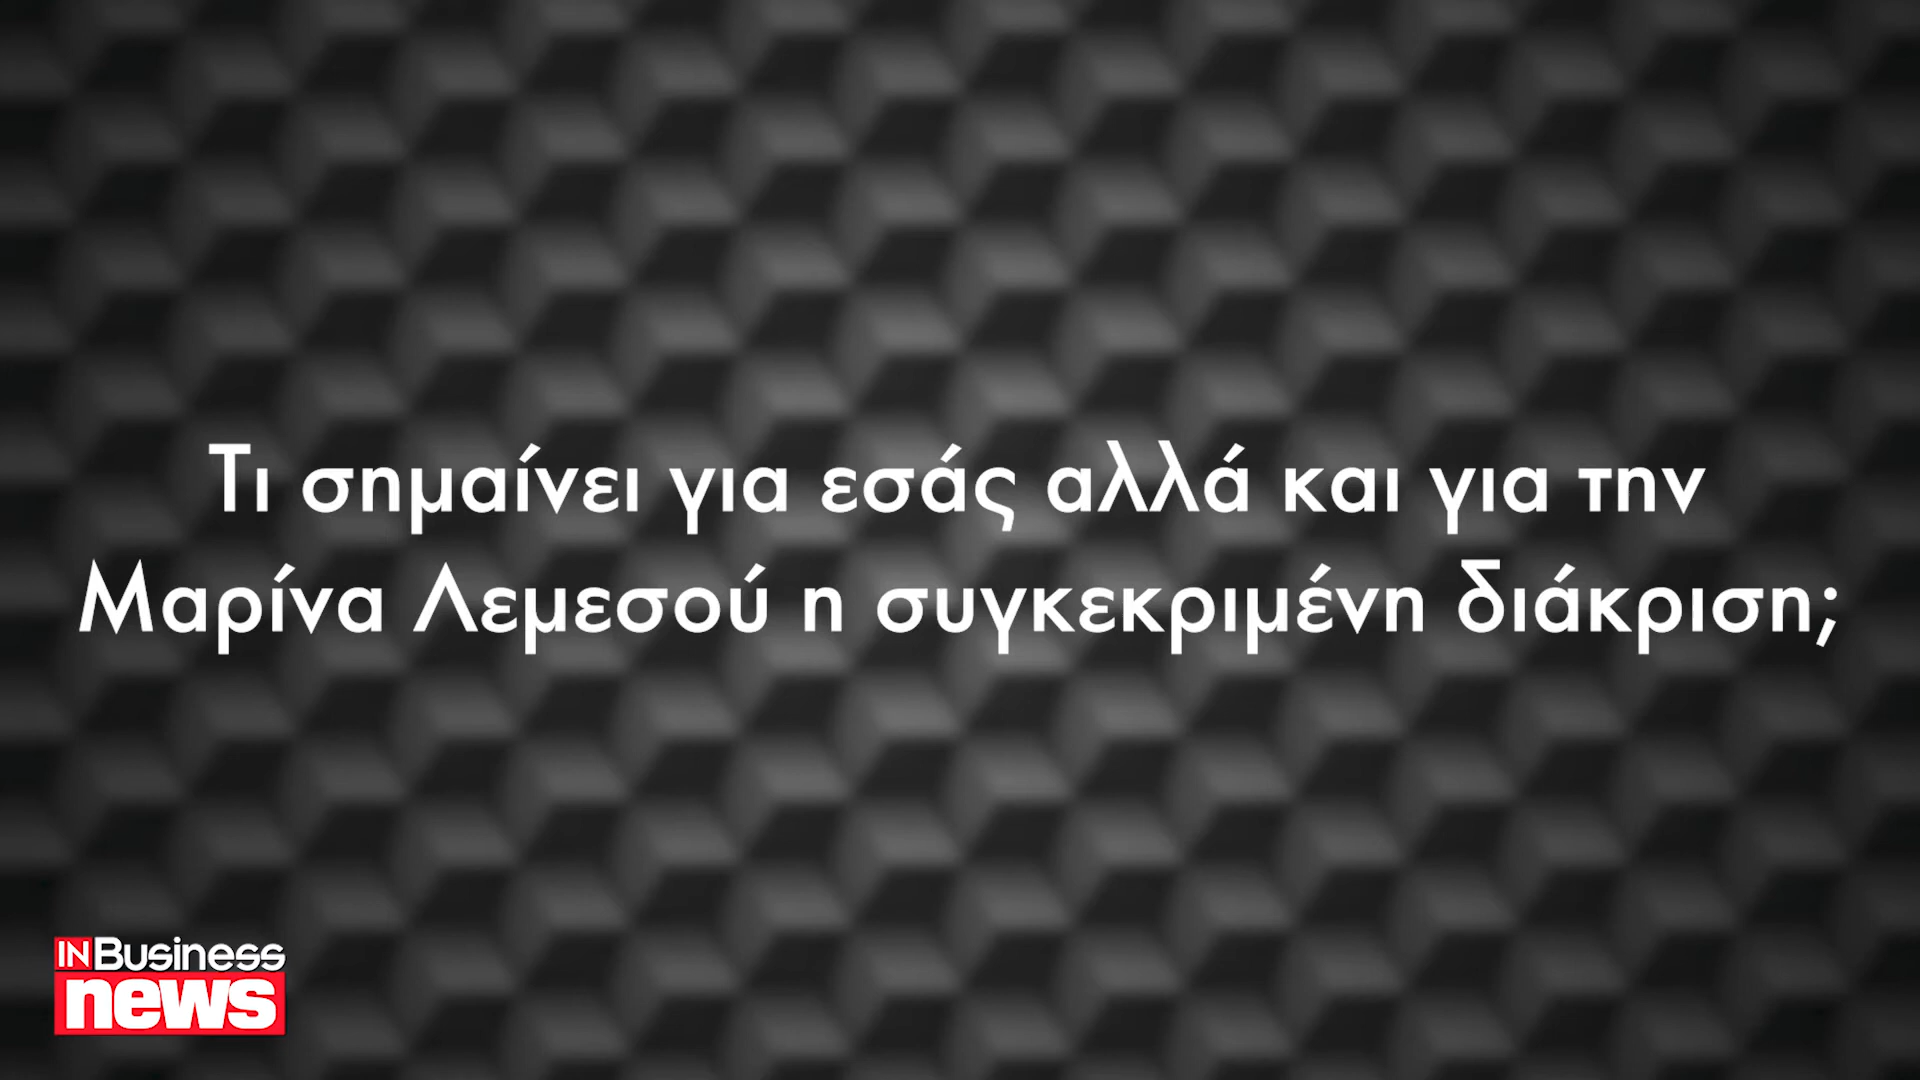 Τι σημαίνει για εσάς αλλά και για την
Μαρίνα Λεμεσού η συγκεκριμένη διάκριση;
IN Business
news